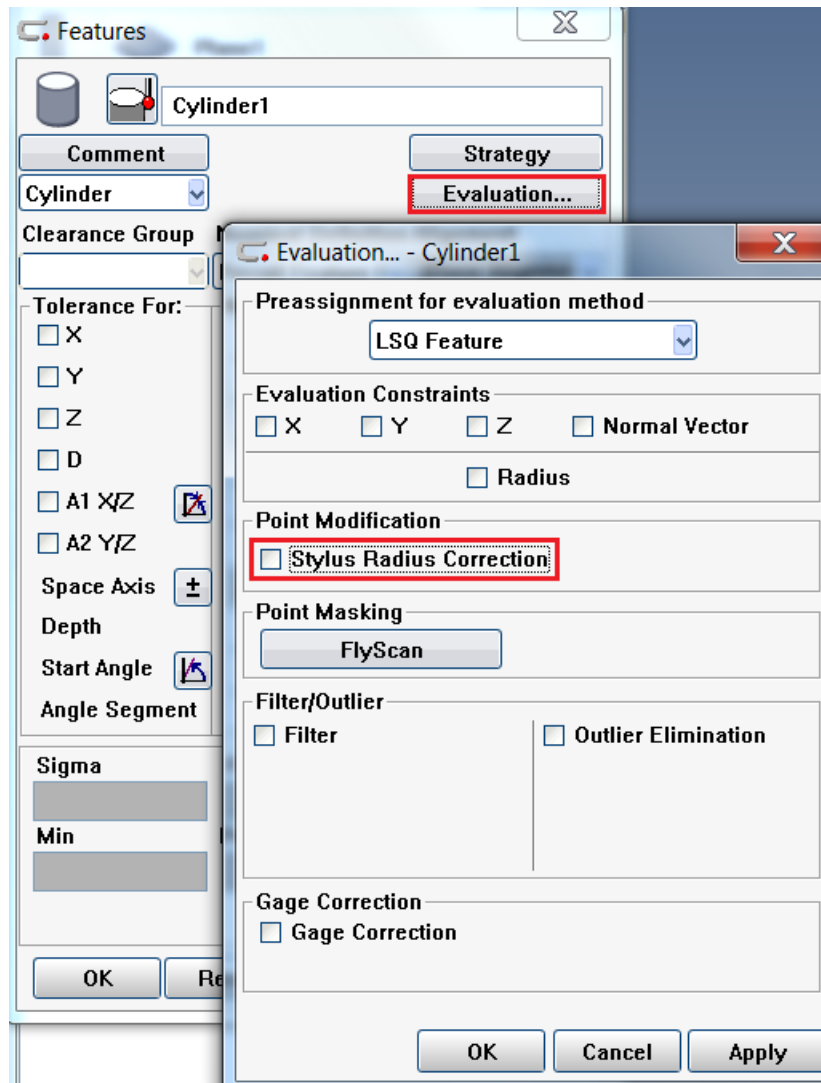 Features
Cylinder1
Comment
Strategy
Cylinder
Evaluation...
Clearance Group
Evaluation... - Cylinder1
Tolerance For:
X
Y
Z
D
A1 X/Z
A2 Y/Z
Space Axis
±
Depth
Start Angle
Angle Segment
Sigma
Min
OK
Re
Preassignment for evaluation method
LSQ Feature
Evaluation Constraints
X Y Z Normal Vector
Radius
Point Modification
Stylus Radius Correction
Point Masking
FlyScan
Filter/Outlier
Filter
Outlier Elimination
Gage Correction
Gage Correction
OK Cancel Apply